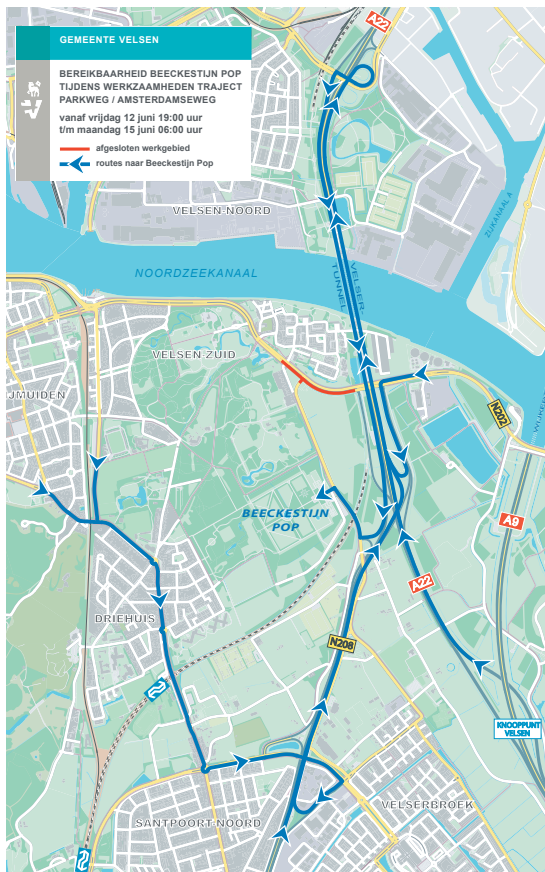 GEMEENTE VELSEN
BEREIKBAARHEID BEECKESTIJN POP
TIJDENS WERKZAAMHEDEN TRAJECT
PARKWEG / AMSTERDAMSEWEG
vanaf vrijdag 12 juni 19:00 uur
t/m maandag 15 juni 06:00 uur
afgesloten werkgebied
routes naar Beeckestijn Pop
A22
VELSEN-NOORD
ZIJKANAAL A
NOORDZEEKANAAL
VELSER
TUNNEL
VELSEN-ZUID
IJMUIDEN
N202
WIJKER
BEECKESTIJN
POP
A9
A22
DRIEHUIS
N208
KNOOPPUNT
VELSEN
VELSERBROEK
SANTPOORT-NOORD